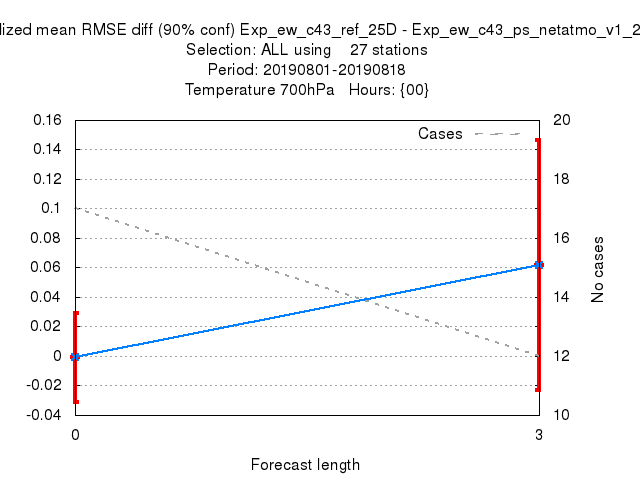 lized mean RMSE diff (90% conf) Exp_ew_c43_ref_25D - Exp_ew_c43_ps_netatmo_v1_2
Selection: ALL using    27 stations
Period: 20190801-20190818
Temperature 700hPa   Hours: {00}
Cases
0.16
0.14
0.12
0.1
0.08
0.06
0.04
0.02
0
-0.02
-0.04
20
18
16
14
12
10
No cases
0
3
Forecast length